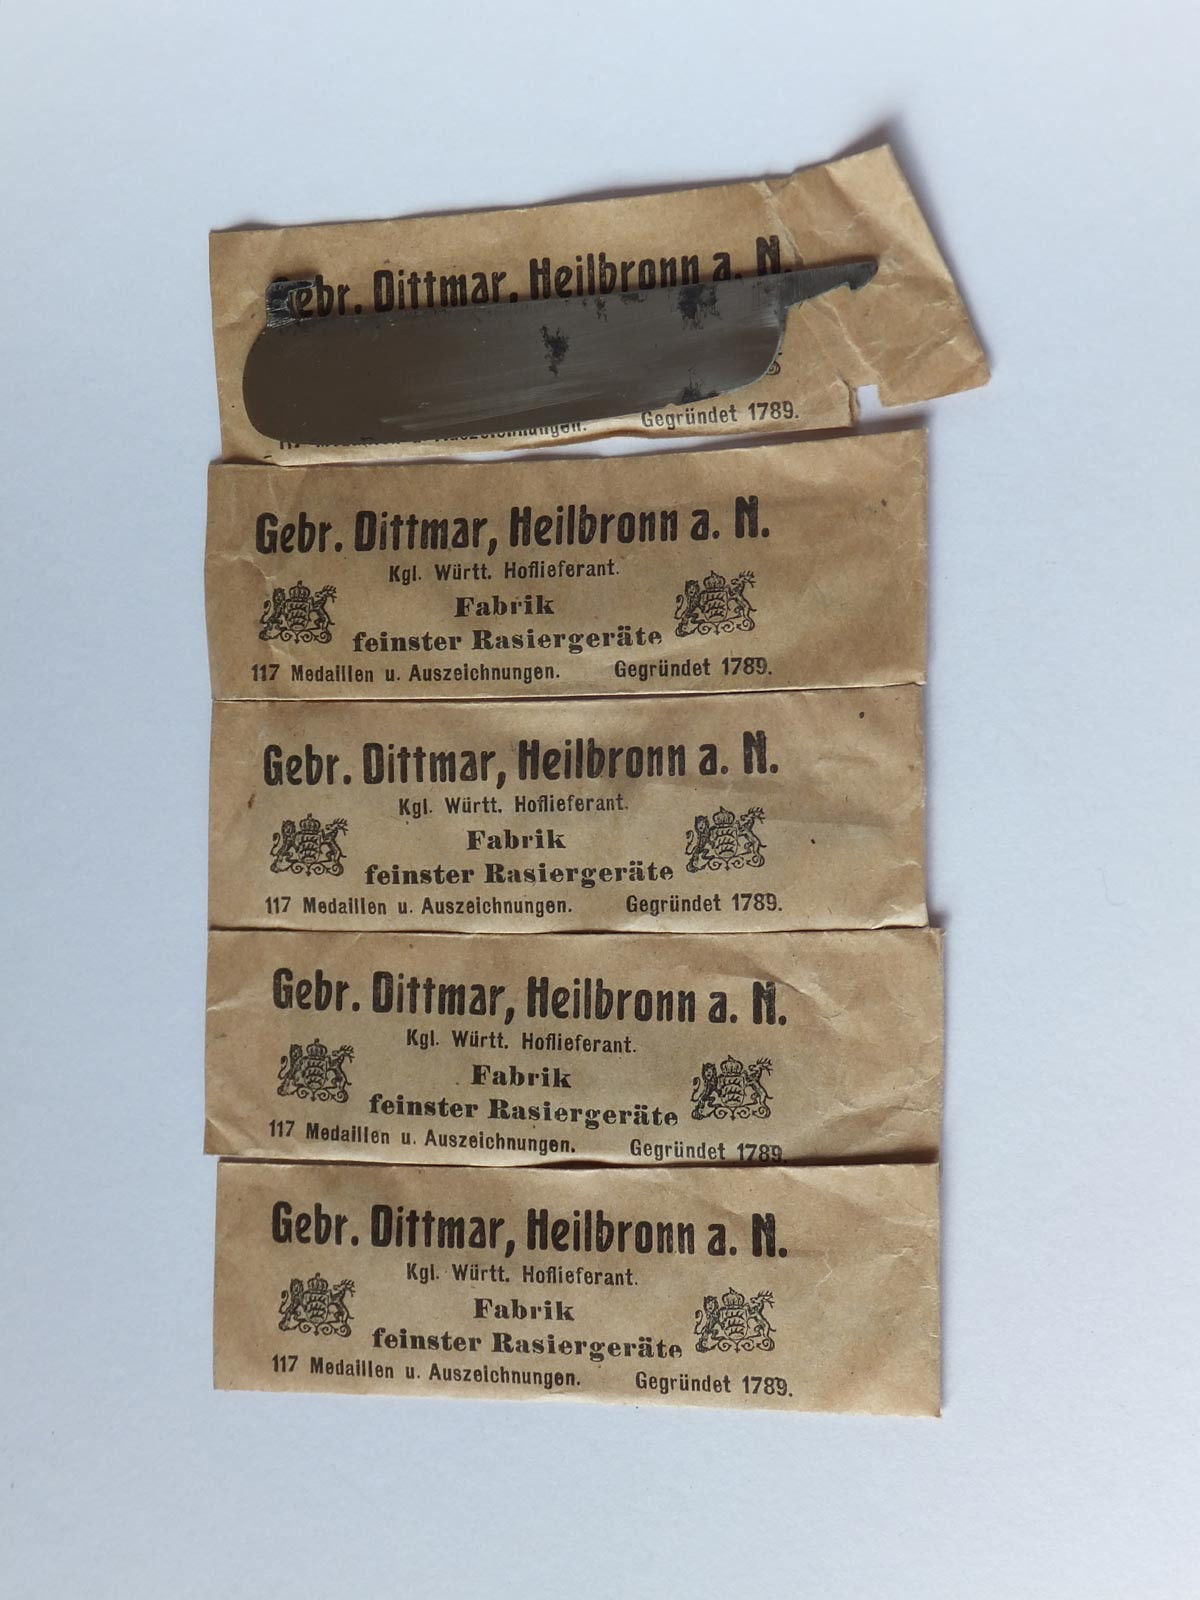 Gebr. Dittmar, Heilbronn a. N.
117 u. Auszeichnungen. Gegründet 1789.
Gebr. Dittmar, Heilbronn a. N.
Kgl. Württ. Hoflieferant.
Fabrik
feinster Rasiergeräte
117 Medaillen u. Auszeichnungen. Gegründet 1789.
Gebr. Dittmar, Heilbronn a. N.
Kgl. Württ. Hoflieferant.
Fabrik
feinster Rasiergeräte
117 Medaillen u. Auszeichnungen. Gegründet 1789.
Gebr. Dittmar, Heilbronn a. N.
Kgl. Württ. Hoflieferant.
Fabrik
feinster Rasiergeräte
117 Medaillen u. Auszeichnungen. Gegründet 1789.
Gebr. Dittmar, Heilbronn a. N.
Kgl. Württ. Hoflieferant.
Fabrik
feinster Rasiergeräte
117 Medaillen u. Auszeichnungen. Gegründet 1789.